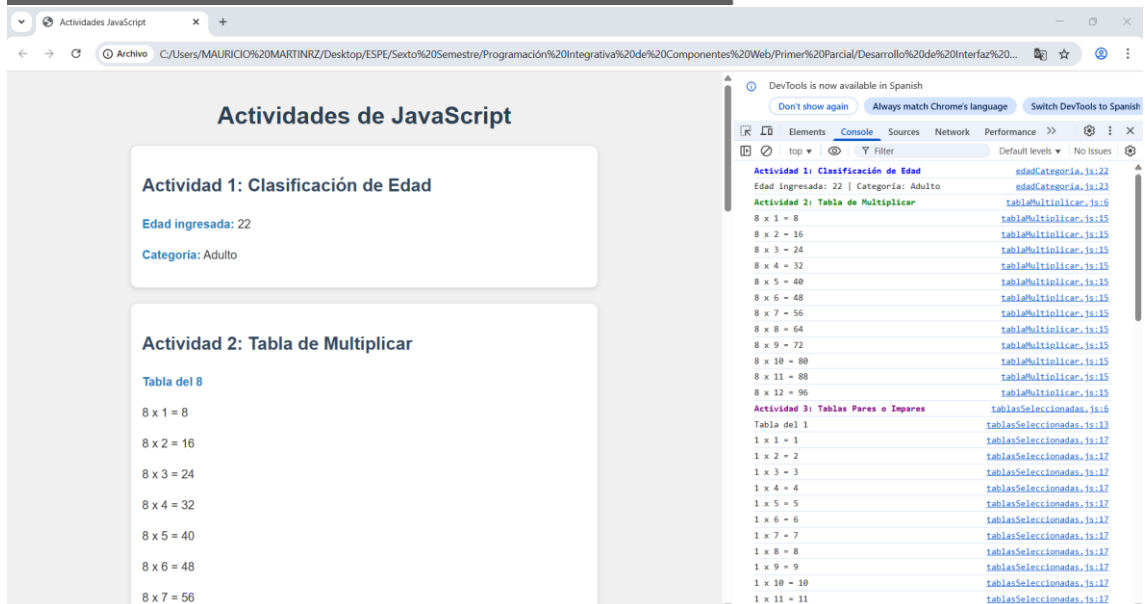 Actividades JavaScript
Archivo C:/Users/MAURICIO%20MARTINRZ/Desktop/ESPE/Sexto%20Semestre/Programación%20Integrativa%20de%20Componentes%20Web/Primer%20Parcial/Desarrollo%20de%20Interfaz%20...
Actividades de JavaScript
Actividad 1: Clasificación de Edad
Edad ingresada: 22
Categoría: Adulto
Actividad 2: Tabla de Multiplicar
Tabla del 8
8 x 1 = 8
8 x 2 = 16
8 x 3 = 24
8 x 4 = 32
8 x 5 = 40
8 x 6 = 48
8 x 7 = 56
DevTools is now available in Spanish
Don't show again Always match Chrome's language Switch DevTools to Spanish
Elements Console Sources Network Performance
top Filter Default levels No Issues
Actividad 1: Clasificación de Edad edadCategoria.js:22
Edad ingresada: 22 | Categoría: Adulto edadCategoria.js:23
Actividad 2: Tabla de Multiplicar tablaMultiplicar.js:6
8 x 1 = 8 tablaMultiplicar.js:15
8 x 2 = 16 tablaMultiplicar.js:15
8 x 3 = 24 tablaMultiplicar.js:15
8 x 4 = 32 tablaMultiplicar.js:15
8 x 5 = 40 tablaMultiplicar.js:15
8 x 6 = 48 tablaMultiplicar.js:15
8 x 7 = 56 tablaMultiplicar.js:15
8 x 8 = 64 tablaMultiplicar.js:15
8 x 9 = 72 tablaMultiplicar.js:15
8 x 10 = 80 tablaMultiplicar.js:15
8 x 11 = 88 tablaMultiplicar.js:15
8 x 12 = 96 tablaMultiplicar.js:15
Actividad 3: Tablas Pares o Impares tablasSeleccionadas.js:6
Tabla del 1 tablasSeleccionadas.js:13
1 x 1 = 1 tablasSeleccionadas.js:17
1 x 2 = 2 tablasSeleccionadas.js:17
1 x 3 = 3 tablasSeleccionadas.js:17
1 x 4 = 4 tablasSeleccionadas.js:17
1 x 5 = 5 tablasSeleccionadas.js:17
1 x 6 = 6 tablasSeleccionadas.js:17
1 x 7 = 7 tablasSeleccionadas.js:17
1 x 8 = 8 tablasSeleccionadas.js:17
1 x 9 = 9 tablasSeleccionadas.js:17
1 x 10 = 10 tablasSeleccionadas.js:17
1 x 11 = 11 tablasSeleccionadas.js:17